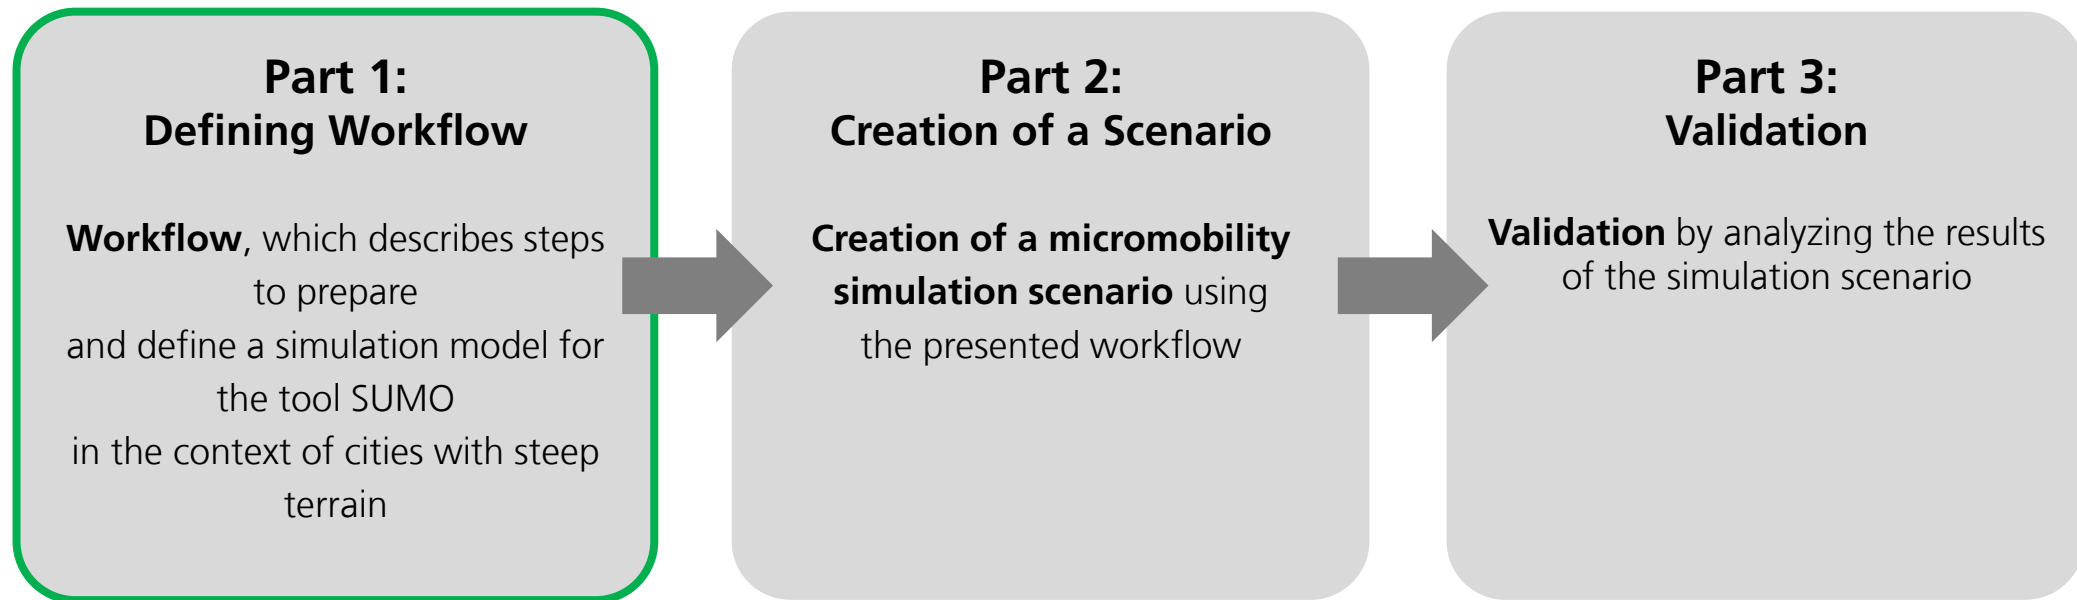 Part 1:
Defining Workflow
Workflow, which describes steps
to prepare
and define a simulation model for
the tool SUMO
in the context of cities with steep
terrain
Part 2:
Creation of a Scenario
Creation of a micromobility
simulation scenario using
the presented workflow
Part 3:
Validation
Validation by analyzing the results
of the simulation scenario